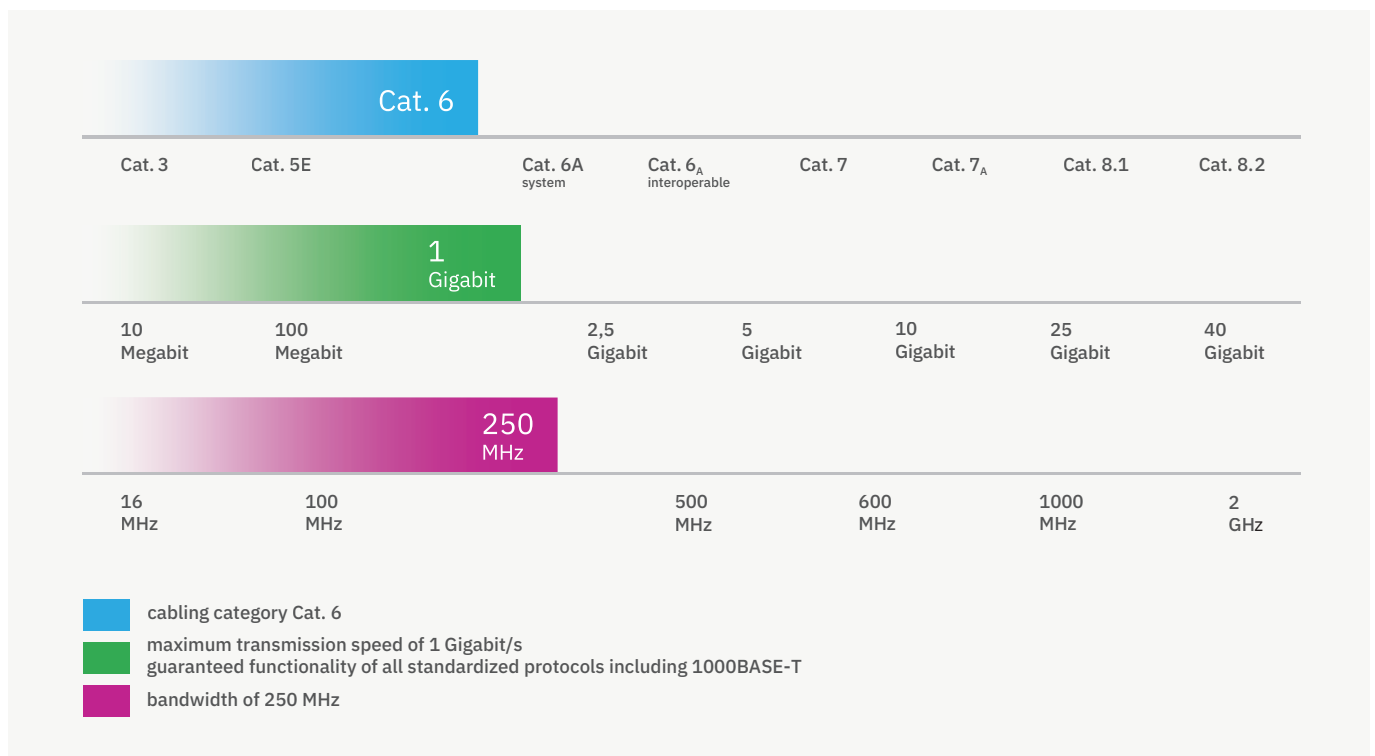 Cat. 6
Cat. 3 Cat. 5E Cat. 6A Cat. 6A Cat. 7 Cat. 7A Cat. 8.1 Cat. 8.2
system interoperable
1
Gigabit
10 100 2,5 5 10 25 40
Megabit Megabit Gigabit Gigabit Gigabit Gigabit Gigabit
250
MHz
16 100 500 600 1000 2
MHz MHz MHz MHz MHz GHz
cabling category Cat. 6
maximum transmission speed of 1 Gigabit/s
guaranteed functionality of all standardized protocols including 1000BASE-T
bandwidth of 250 MHz